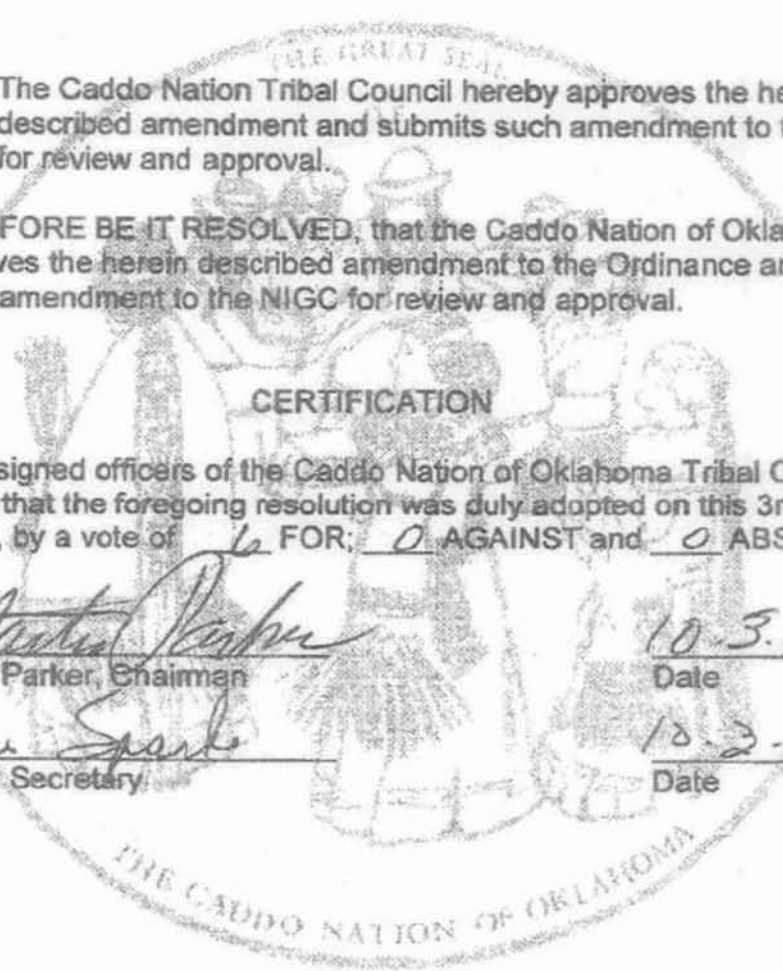 THE GREAT SEAL
The Caddo Nation Tribal Council hereby approves the he
described amendment and submits such amendment to
for review and approval.
FORE BE IT RESOLVED, that the Caddo Nation of Okla
ves the herein described amendment to the Ordinance a
amendment to the NIGC for review and approval.
CERTIFICATION
signed officers of the Caddo Nation of Oklahoma Tribal C
that the foregoing resolution was duly adopted on this 3r
, by a vote of 6 FOR; 0 AGAINST and 0 ABS
Parker 10.3.
Parker, Chairman Date
10-3-
Secretary Date
THE CADDO NATION OF OKLAHOMA